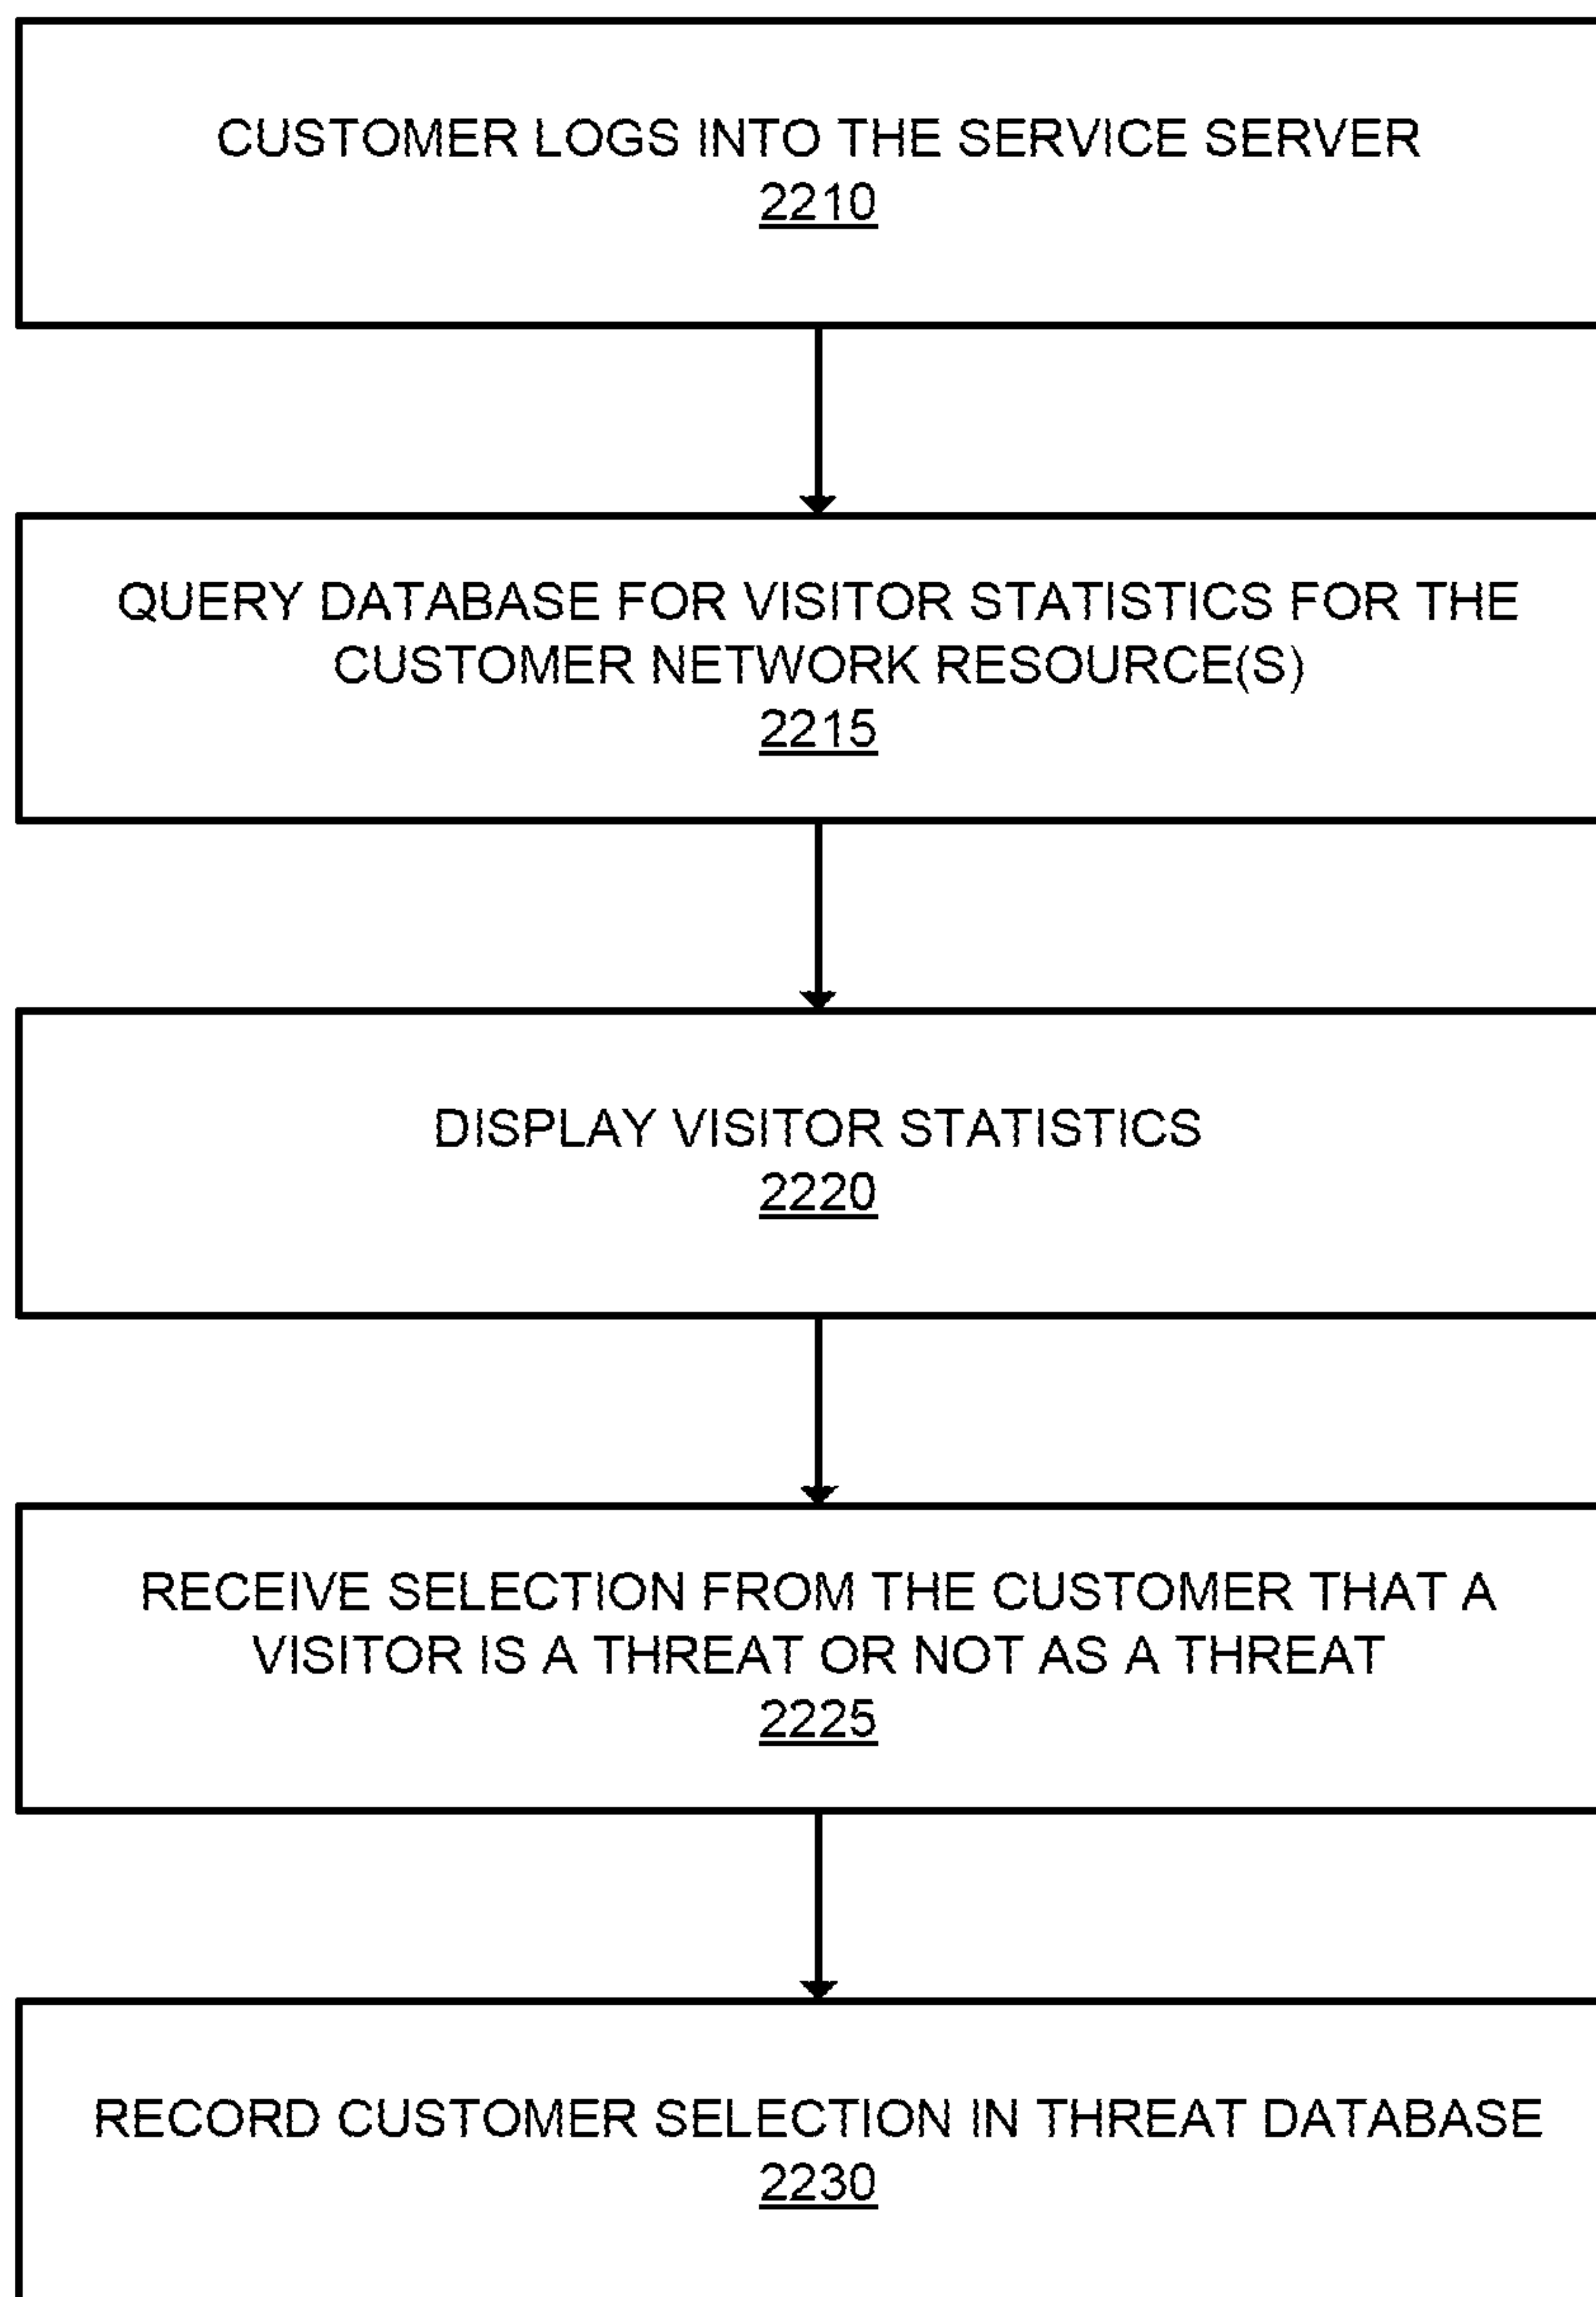 CUSTOMER LOGS INTO THE SERVICE SERVER
2210
QUERY DATABASE FOR VISITOR STATISTICS FOR THE
CUSTOMER NETWORK RESOURCE(S)
2215
DISPLAY VISITOR STATISTICS
2220
RECEIVE SELECTION FROM THE CUSTOMER THAT A
VISITOR IS A THREAT OR NOT AS A THREAT
2225
RECORD CUSTOMER SELECTION IN THREAT DATABASE
2230